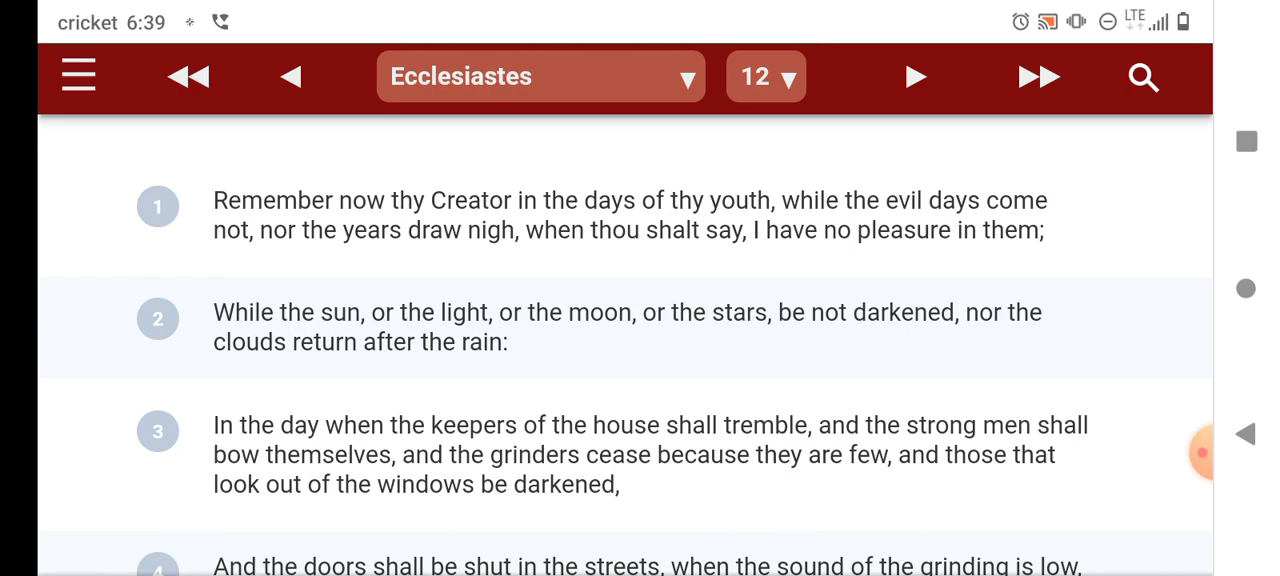 cricket 6:39
LTE
Ecclesiastes 12
1 Remember now thy Creator in the days of thy youth, while the evil days come
not, nor the years draw nigh, when thou shalt say, I have no pleasure in them;
2 While the sun, or the light, or the moon, or the stars, be not darkened, nor the
clouds return after the rain:
3 In the day when the keepers of the house shall tremble, and the strong men shall
bow themselves, and the grinders cease because they are few, and those that
look out of the windows be darkened,
4 And the doors shall be shut in the streets, when the sound of the grinding is low,